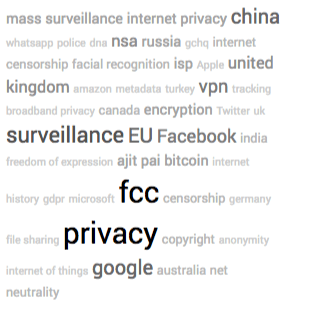 mass surveillance internet privacy china
whatsapp police dna nsa russia gchq internet
censorship facial recognition isp Apple united
kingdom amazon metadata turkey vpn tracking
broadband privacy canada encryption Twitter uk
surveillance EU Facebook india
freedom of expression ajit pai bitcoin internet
history gdpr microsoft fcc censorship germany
file sharing privacy copyright anonymity
internet of things google australia net
neutrality